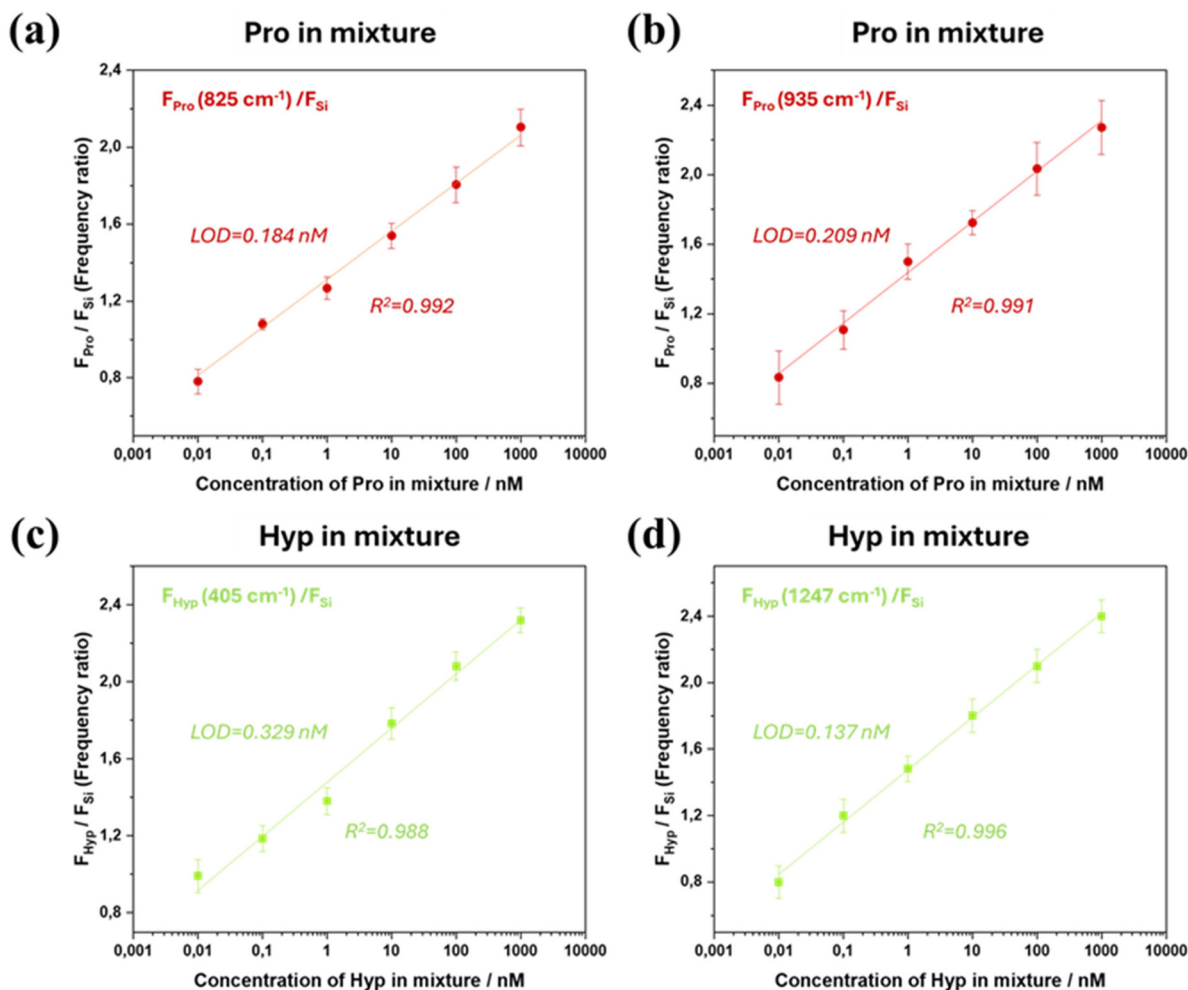 (a)
Pro in mixture
F_Pro (825 cm⁻¹) /F_Si
LOD=0.184 nM
R²=0.992
F_Pro / F_Si (Frequency ratio)
2,4
2,0
1,6
1,2
0,8
0,001 0,01 0,1 1 10 100 1000 10000
Concentration of Pro in mixture / nM
(b)
Pro in mixture
F_Pro (935 cm⁻¹) /F_Si
LOD=0.209 nM
R²=0.991
F_Pro / F_Si (Frequency ratio)
2,4
2,0
1,6
1,2
0,8
0,001 0,01 0,1 1 10 100 1000 10000
Concentration of Pro in mixture / nM
(c)
Hyp in mixture
F_Hyp (405 cm⁻¹) /F_Si
LOD=0.329 nM
R²=0.988
F_Hyp / F_Si (Frequency ratio)
2,4
2,0
1,6
1,2
0,8
0,001 0,01 0,1 1 10 100 1000 10000
Concentration of Hyp in mixture / nM
(d)
Hyp in mixture
F_Hyp (1247 cm⁻¹) /F_Si
LOD=0.137 nM
R²=0.996
F_Hyp / F_Si (Frequency ratio)
2,4
2,0
1,6
1,2
0,8
0,001 0,01 0,1 1 10 100 1000 10000
Concentration of Hyp in mixture / nM